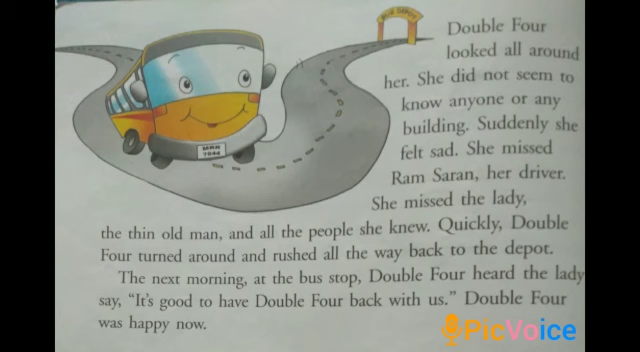 BUS DEPOT
Double Four
looked all around
her. She did not seem to
know anyone or any
building. Suddenly she
felt sad. She missed
Ram Saran, her driver.
She missed the lady,
the thin old man, and all the people she knew. Quickly, Double
Four turned around and rushed all the way back to the depot.
The next morning, at the bus stop, Double Four heard the lady
say, “It’s good to have Double Four back with us.” Double Four
was happy now.
PicVoice